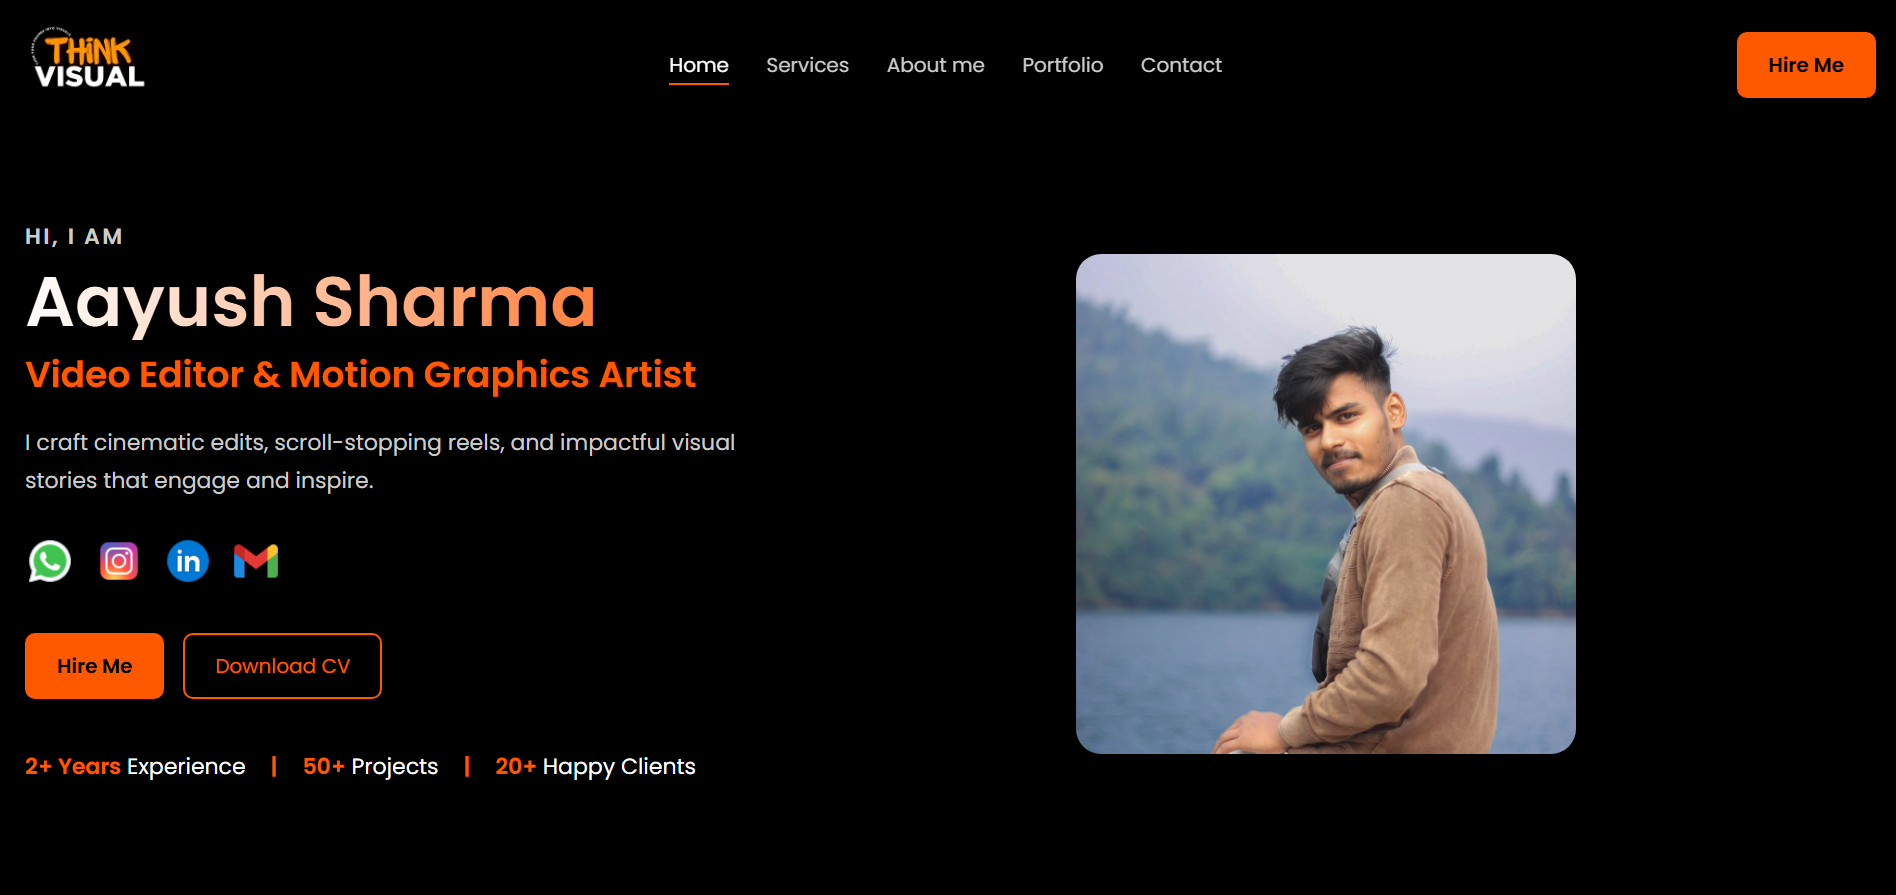 THiNK
VISUAL
Home
Services
About me
Portfolio
Contact
Hire Me
HI, I AM
Aayush Sharma
Video Editor & Motion Graphics Artist
I craft cinematic edits, scroll-stopping reels, and impactful visual
stories that engage and inspire.
in
Hire Me
Download CV
2+ Years Experience | 50+ Projects | 20+ Happy Clients